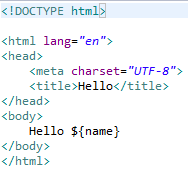 <!DOCTYPE html>
<html lang="en">
<head>
    <meta charset="UTF-8">
    <title>Hello</title>
</head>
<body>
    Hello ${name}
</body>
</html>